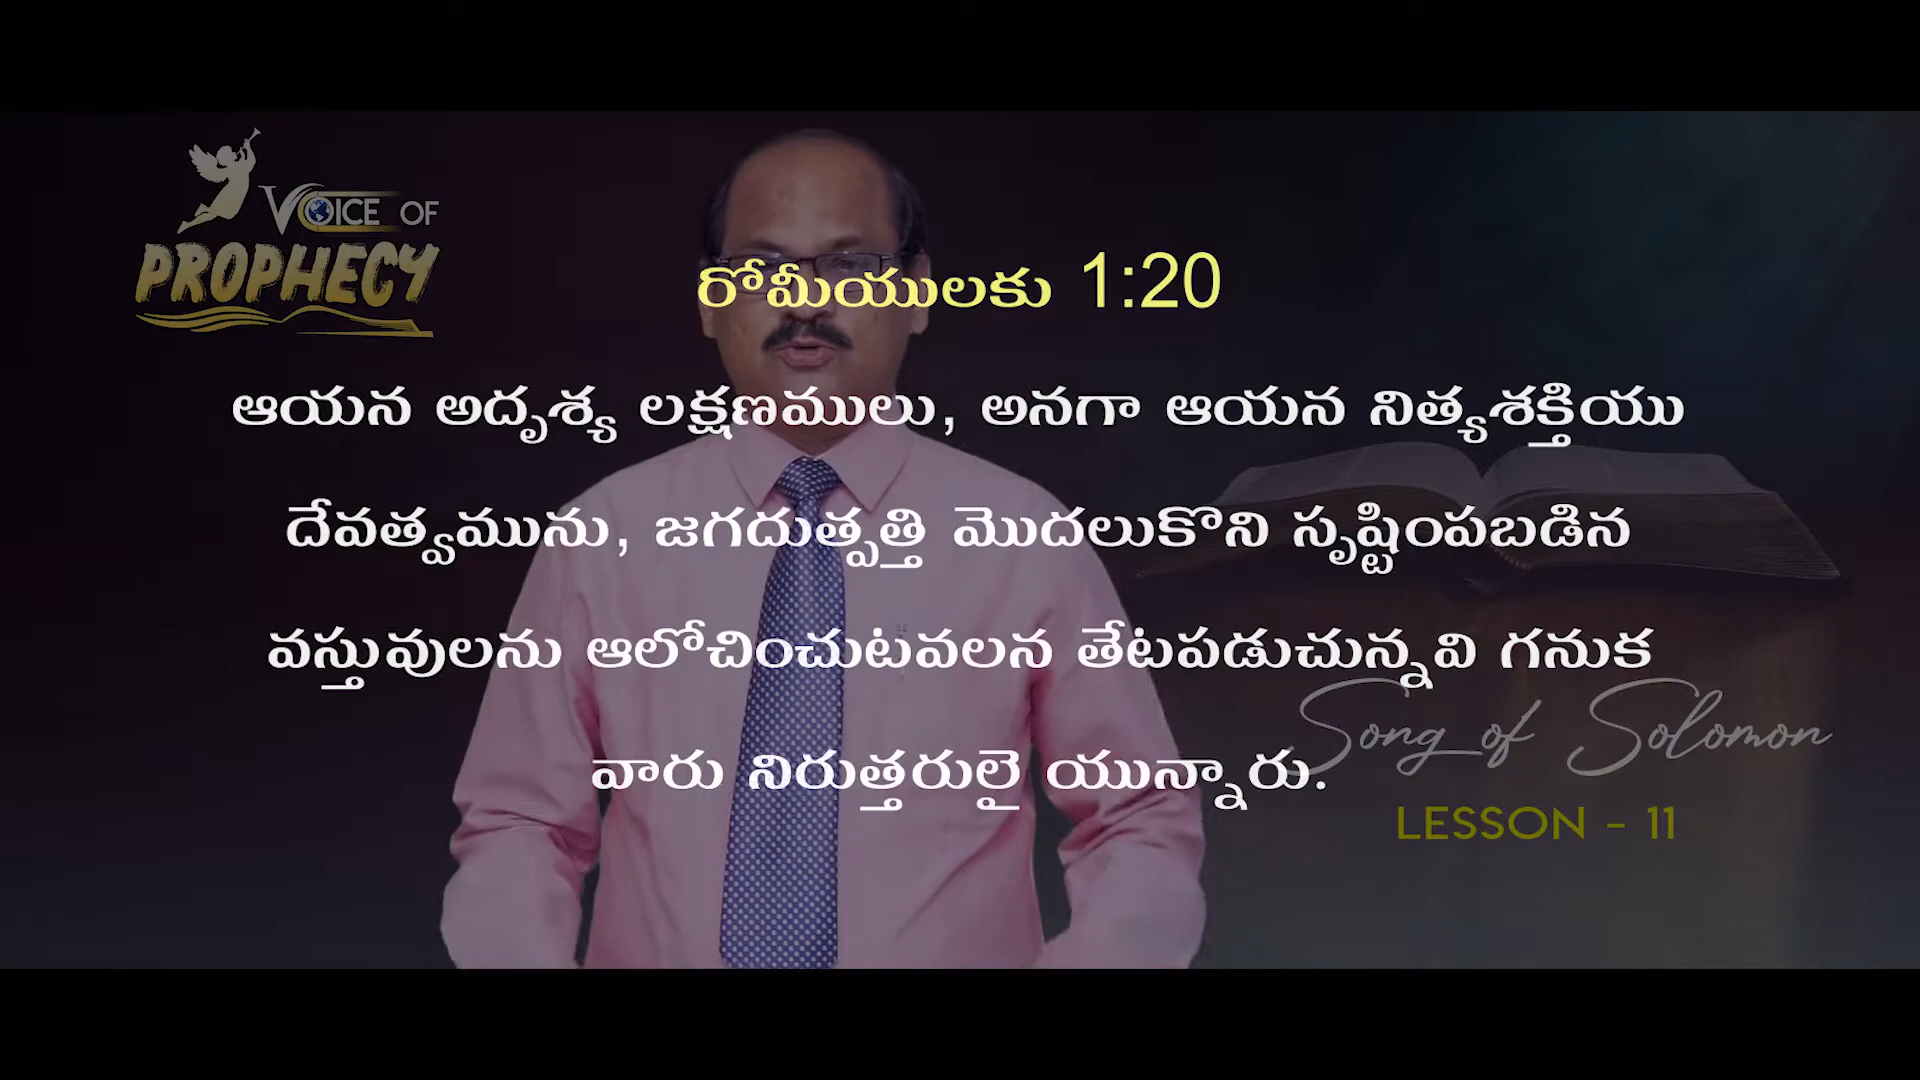 VOICE OF
PROPHECY
రోమీయులకు 1:20
ఆయన అదృశ్య లక్షణములు, అనగా ఆయన నిత్యశక్తియు
దేవత్వమును, జగదుత్పత్తి మొదలుకొని సృష్టింపబడిన
వస్తువులను ఆలోచించుటవలన తేటపడుచున్నవి గనుక
వారు నిరుత్తరులై యున్నారు.
Song of Solomon
LESSON - 11